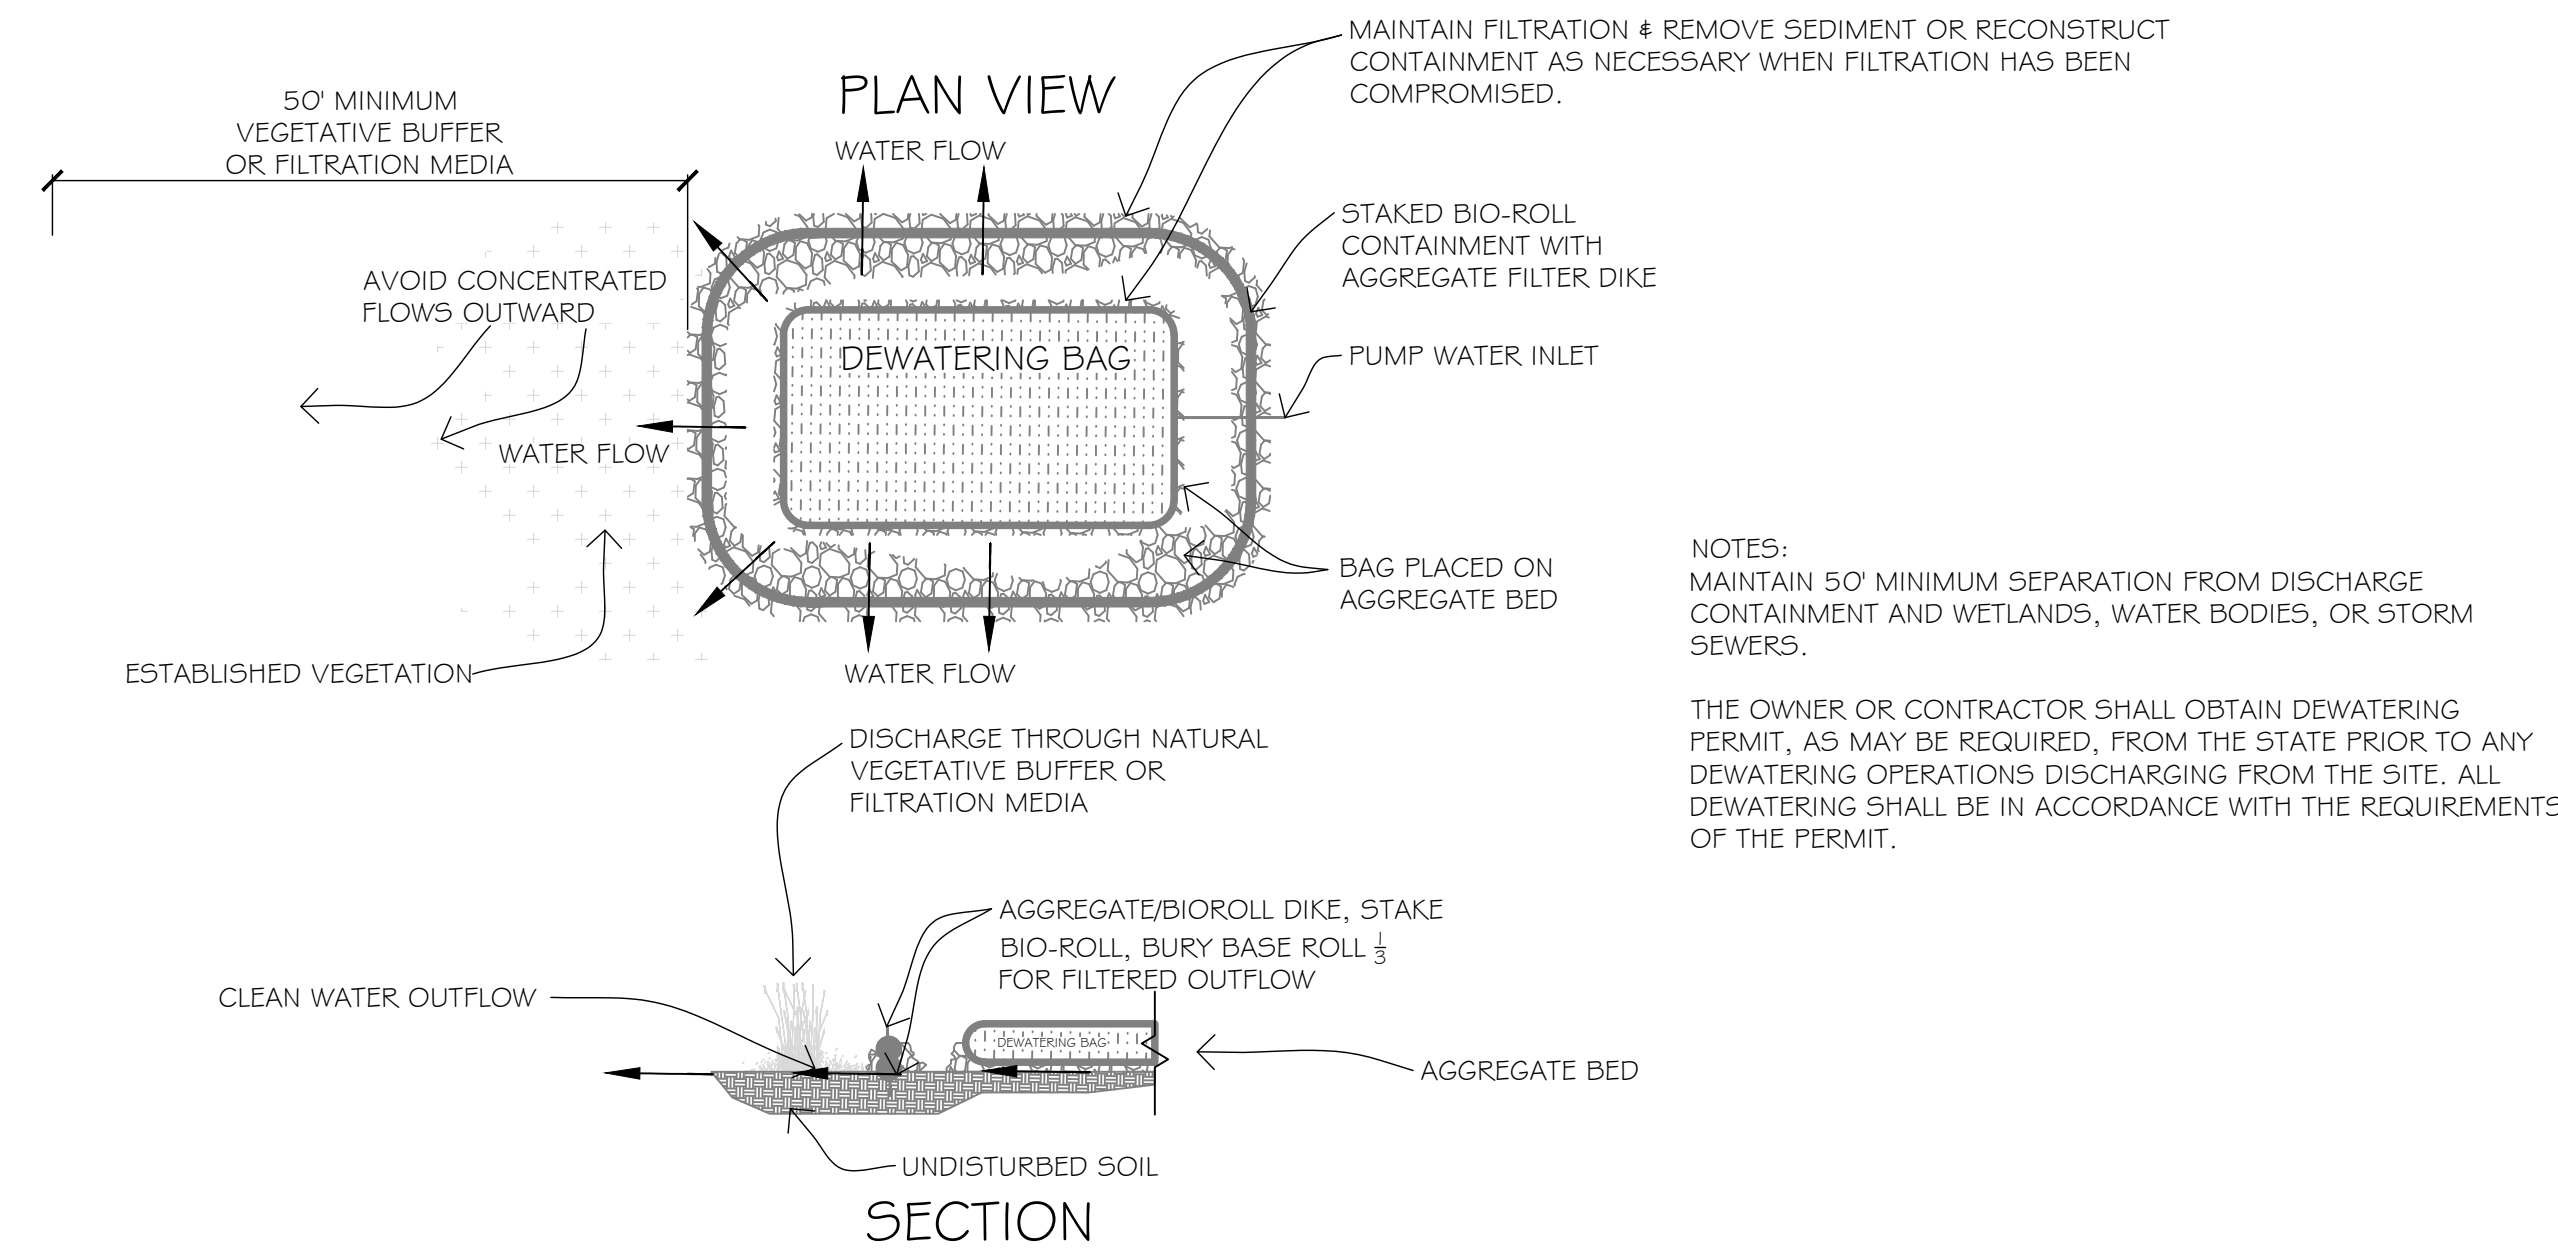 MAINTAIN FILTRATION & REMOVE SEDIMENT OR RECONSTRUCT
CONTAINMENT AS NECESSARY WHEN FILTRATION HAS BEEN
COMPROMISED.
PLAN VIEW
50' MINIMUM
VEGETATIVE BUFFER
OR FILTRATION MEDIA
WATER FLOW
STAKED BIO-ROLL
CONTAINMENT WITH
AGGREGATE FILTER DIKE
AVOID CONCENTRATED
FLOWS OUTWARD
DEWATERING BAG
PUMP WATER INLET
WATER FLOW
BAG PLACED ON
AGGREGATE BED
ESTABLISHED VEGETATION
WATER FLOW
NOTES:
MAINTAIN 50' MINIMUM SEPARATION FROM DISCHARGE
CONTAINMENT AND WETLANDS, WATER BODIES, OR STORM
SEWERS.
THE OWNER OR CONTRACTOR SHALL OBTAIN DEWATERING
PERMIT, AS MAY BE REQUIRED, FROM THE STATE PRIOR TO ANY
DEWATERING OPERATIONS DISCHARGING FROM THE SITE. ALL
DEWATERING SHALL BE IN ACCORDANCE WITH THE REQUIREMENTS
OF THE PERMIT.
DISCHARGE THROUGH NATURAL
VEGETATIVE BUFFER OR
FILTRATION MEDIA
AGGREGATE/BIOROLL DIKE, STAKE
BIO-ROLL, BURY BASE ROLL 1/3
FOR FILTERED OUTFLOW
CLEAN WATER OUTFLOW
DEWATERING BAG
AGGREGATE BED
UNDISTURBED SOIL
SECTION